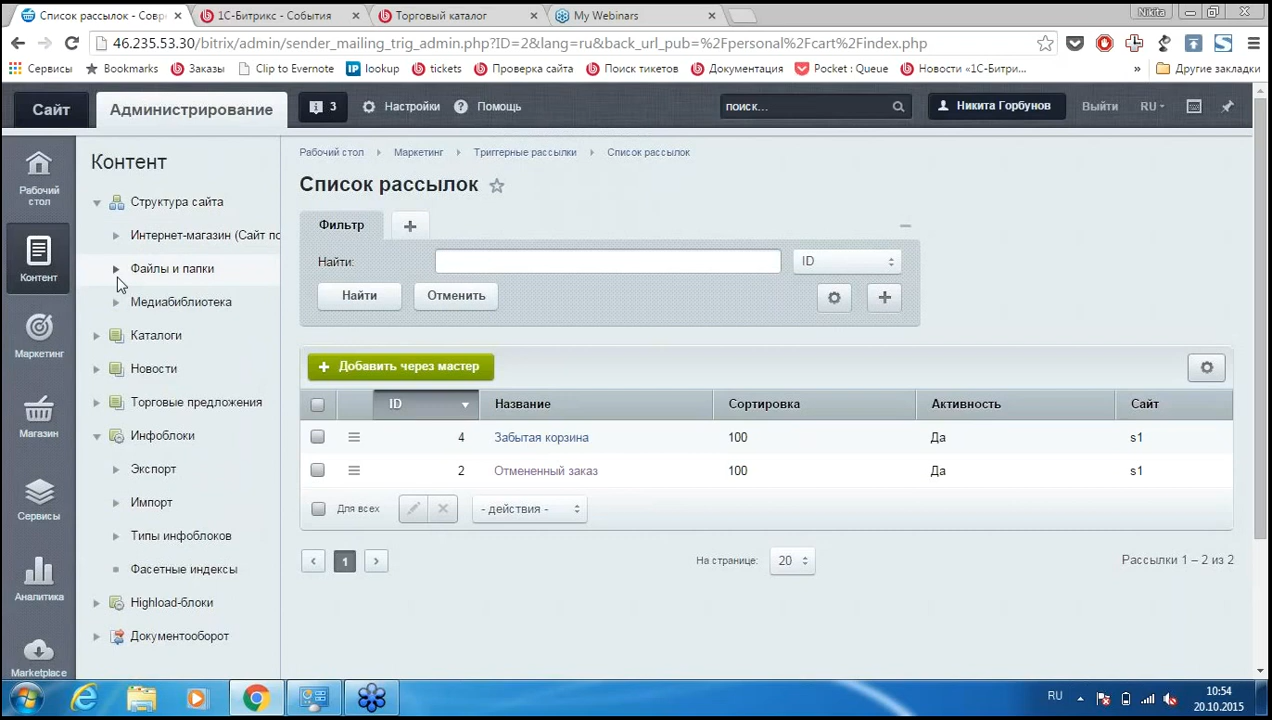 Список рассылок - Совре
1С-Битрикс - События
Торговый каталог
My Webinars
Nikita
46.235.53.30/bitrix/admin/sender_mailing_trig_admin.php?ID=2&lang=ru&back_url_pub=%2Fpersonal%2Fcart%2Findex.php
Сервисы
Bookmarks
Заказы
Clip to Evernote
IP lookup
tickets
Проверка сайта
Поиск тикетов
Документация
Pocket : Queue
Новости «1С-Битри...
»
Другие закладки
Сайт
Администрирование
3
Настройки
Помощь
поиск...
Никита Горбунов
Выйти
RU
Рабочий стол
Контент
Маркетинг
Магазин
Сервисы
Аналитика
Marketplace
Контент
Структура сайта
Интернет-магазин (Сайт по
Файлы и папки
Медиабиблиотека
Каталоги
Новости
Торговые предложения
Инфоблоки
Экспорт
Импорт
Типы инфоблоков
Фасетные индексы
Highload-блоки
Документооборот
Рабочий стол
Маркетинг
Триггерные рассылки
Список рассылок
Список рассылок
Фильтр
Найти:
ID
Найти
Отменить
Добавить через мастер
ID Название Сортировка Активность Сайт
4 Забытая корзина 100 Да s1
2 Отмененный заказ 100 Да s1
Для всех
- действия -
1
На странице: 20
Рассылки 1 – 2 из 2
RU
10:54
20.10.2015